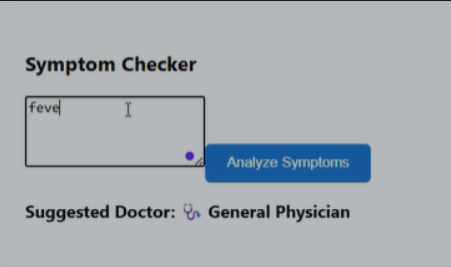 Symptom Checker
feve
Analyze Symptoms
Suggested Doctor: 🩺 General Physician